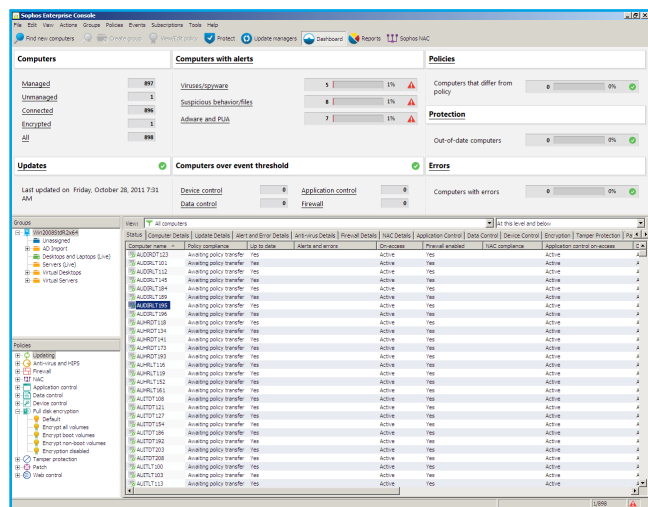 Sophos Enterprise Console
File Edit View Actions Groups Policies Events Subscriptions Tools Help
Find new computers Create group View/Edit policy Protect Update managers Dashboard Reports Sophos NAC
Computers
Managed 897
Unmanaged 1
Connected 896
Encrypted 1
All 898
Computers with alerts
Viruses/spyware 5 1%
Suspicious behavior/files 8 1%
Adware and PUA 7 1%
Policies
Computers that differ from policy 0 0%
Protection
Out-of-date computers 0 0%
Updates
Last updated on Friday, October 28, 2011 7:31
AM
Computers over event threshold
Device control 0 Application control 0
Data control 0 Firewall 0
Errors
Computers with errors 0 0%
Groups
Win2008StdR2x64
Unassigned
AD Import
Desktops and Laptops (Live)
Servers (Live)
Virtual Desktops
Virtual Servers
Policies
Updating
Anti-virus and HIPS
Firewall
NAC
Application control
Data control
Device control
Full disk encryption
Default
Encrypt all volumes
Encrypt boot volumes
Encrypt non-boot volumes
Encryption disabled
Tamper protection
Patch
Web control
View: All computers At this level and below
Status Computer Details Update Details Alert and Error Details Anti-virus Details Firewall Details NAC Details Application Control Data Control Device Control Encryption Tamper Protection Pa
Computer name Policy compliance Up to date Alerts and errors On-access Firewall enabled NAC compliance Application control on-access D
AUDIRDT123 Awaiting policy transfer Yes Active Yes Active A
AUDIRLT101 Awaiting policy transfer Yes Active Yes Active A
AUDIRLT112 Awaiting policy transfer Yes Active Yes Active A
AUDIRLT145 Awaiting policy transfer Yes Active Yes Active A
AUDIRLT184 Awaiting policy transfer Yes Active Yes Active A
AUDIRLT189 Awaiting policy transfer Yes Active Yes Active A
AUDIRLT195 Awaiting policy transfer Yes Active Yes Active A
AUDIRLT196 Awaiting policy transfer Yes Active Yes Active A
AUHRDT118 Awaiting policy transfer Yes Active Yes Active A
AUHRDT134 Awaiting policy transfer Yes Active Yes Active A
AUHRDT141 Awaiting policy transfer Yes Active Yes Active A
AUHRDT173 Awaiting policy transfer Yes Active Yes Active A
AUHRDT193 Awaiting policy transfer Yes Active Yes Active A
AUHRLT116 Awaiting policy transfer Yes Active Yes Active A
AUHRLT119 Awaiting policy transfer Yes Active Yes Active A
AUHRLT152 Awaiting policy transfer Yes Active Yes Active A
AUHRLT161 Awaiting policy transfer Yes Active Yes Active A
AUITDT108 Awaiting policy transfer Yes Active Yes Active A
AUITDT121 Awaiting policy transfer Yes Active Yes Active A
AUITDT127 Awaiting policy transfer Yes Active Yes Active A
AUITDT154 Awaiting policy transfer Yes Active Yes Active A
AUITDT186 Awaiting policy transfer Yes Active Yes Active A
AUITDT192 Awaiting policy transfer Yes Active Yes Active A
AUITDT203 Awaiting policy transfer Yes Active Yes Active A
AUITDT208 Awaiting policy transfer Yes Active Yes Active A
AUITLT100 Awaiting policy transfer Yes Active Yes Active A
AUITLT103 Awaiting policy transfer Yes Active Yes Active A
AUITLT113 Awaiting policy transfer Yes Active Yes Active A
1/898